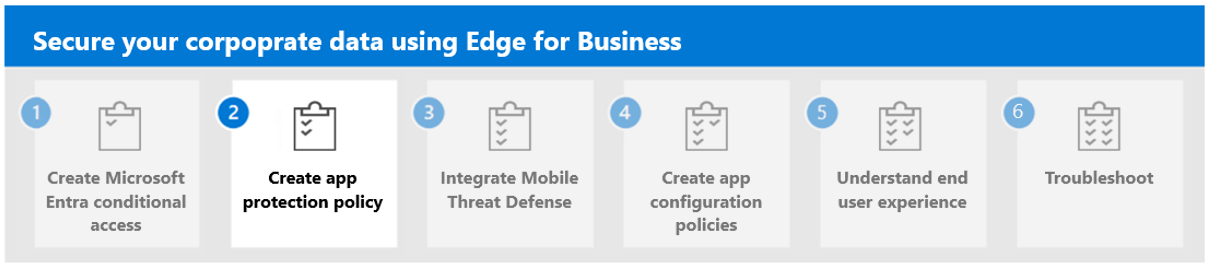 Secure your corpoprate data using Edge for Business
1
Create Microsoft
Entra conditional
access
2
Create app
protection policy
3
Integrate Mobile
Threat Defense
4
Create app
configuration
policies
5
Understand end
user experience
6
Troubleshoot